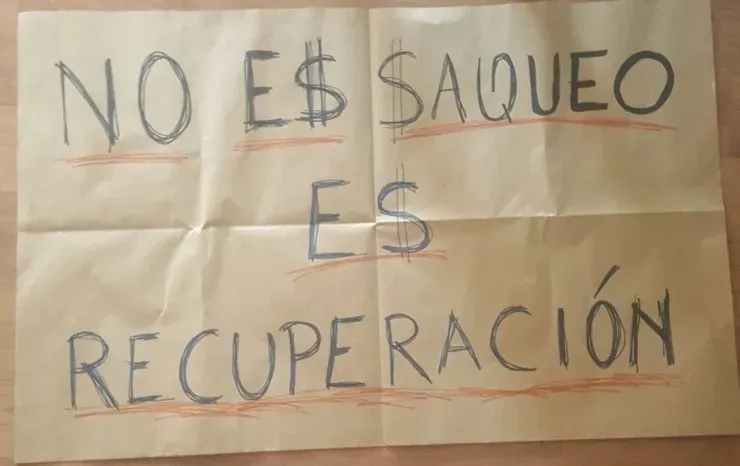 NO E$ $AQUEO
E$
RECUPERACIÓN